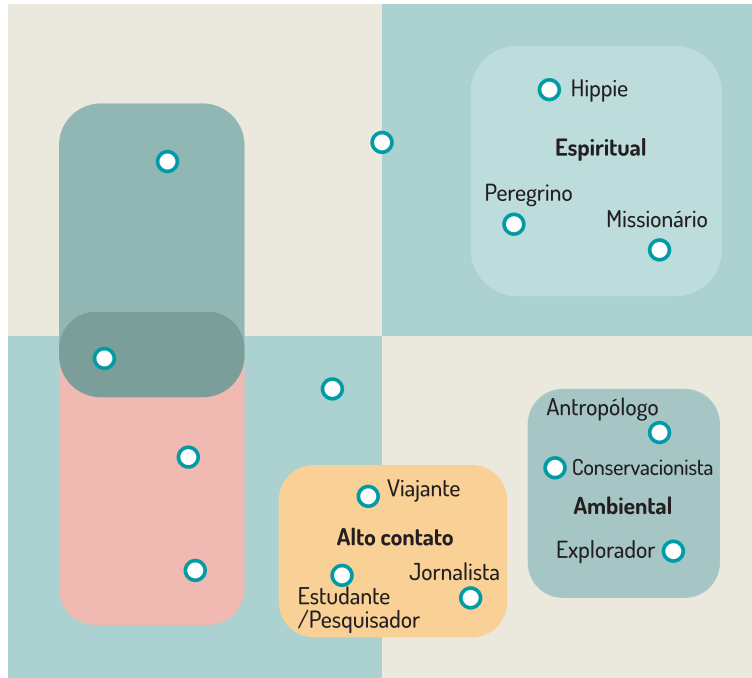 Hippie
Espiritual
Peregrino
Missionário
Antropólogo
Conservacionista
Ambiental
Explorador
Viajante
Alto contato
Jornalista
Estudante
/Pesquisador